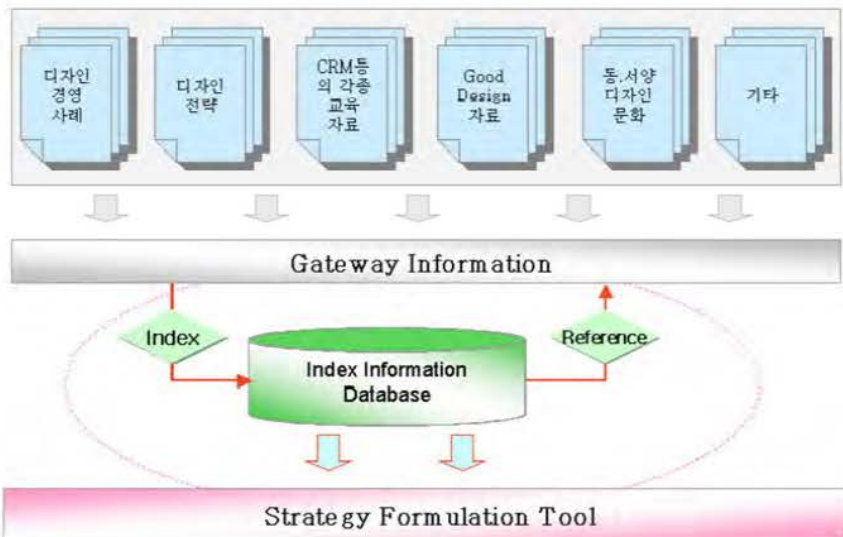 디자인
경영
사례
디자인
전략
CRM등
의 각종
교육
자료
Good
Design
자료
동.서양
디자인
문화
기타
Gateway Information
Index
Reference
Index Information
Database
Strategy Formulation Tool